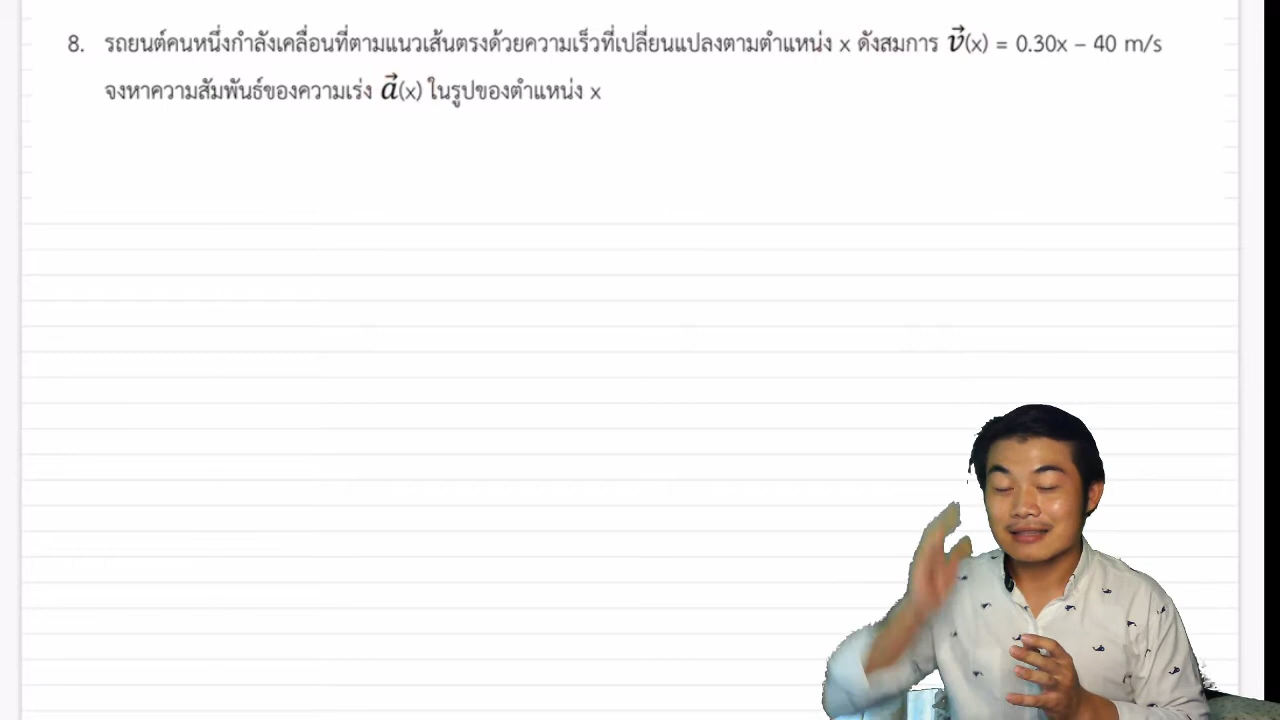 8. รถยนต์คนหนึ่งกำลังเคลื่อนที่ตามแนวเส้นตรงด้วยความเร็วที่เปลี่ยนแปลงตามตำแหน่ง x ดังสมการ v⃗(x) = 0.30x – 40 m/s
จงหาความสัมพันธ์ของความเร่ง a⃗(x) ในรูปของตำแหน่ง x